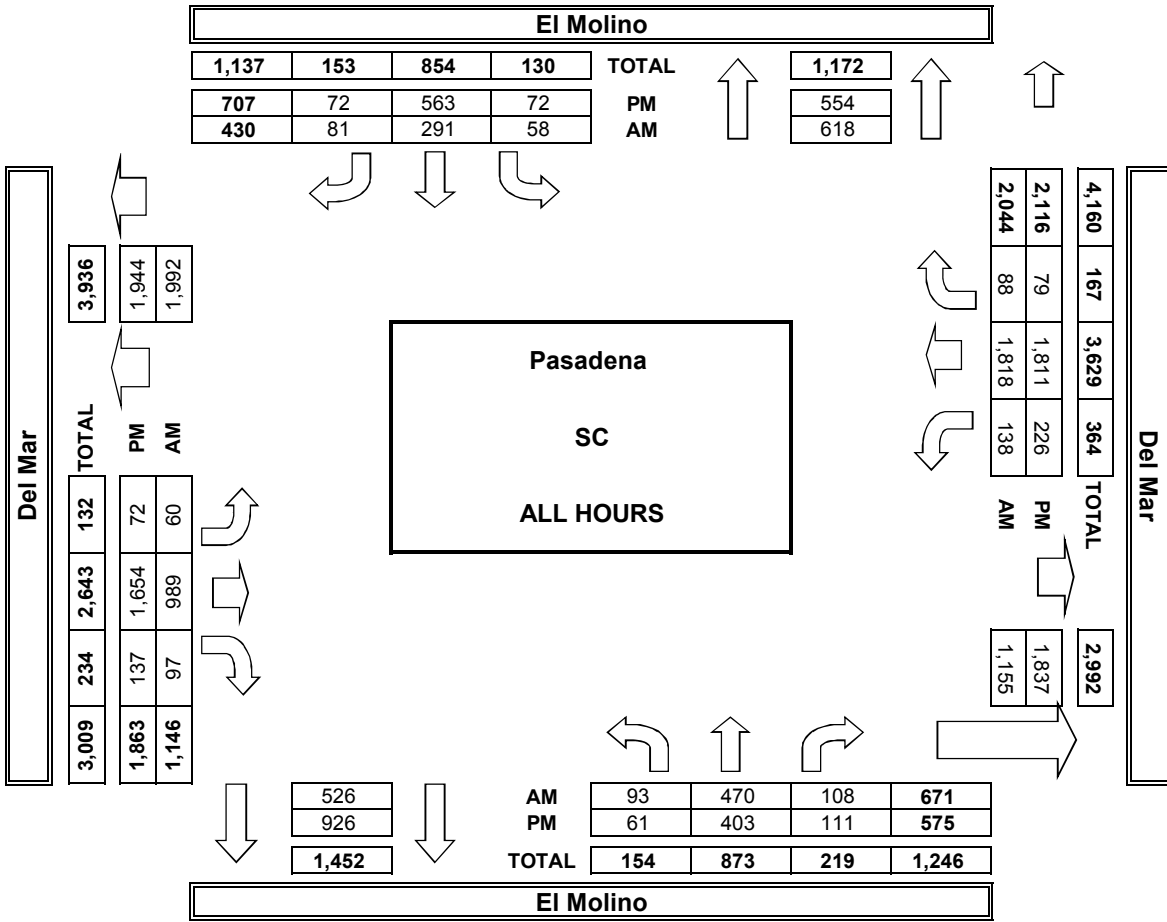 El Molino
1,137 153 854 130 TOTAL 1,172
707 72 563 72 PM 554
430 81 291 58 AM 618
Del Mar
3,936
1,944
1,992
TOTAL
PM
AM
132 2,643 234 3,009
72 1,654 137 1,863
60 989 97 1,146
Pasadena
SC
ALL HOURS
4,160 167 3,629 364 TOTAL 2,992
2,116 79 1,811 226 PM 1,837
2,044 88 1,818 138 AM 1,155
Del Mar
526 AM 93 470 108 671
926 PM 61 403 111 575
1,452 TOTAL 154 873 219 1,246
El Molino